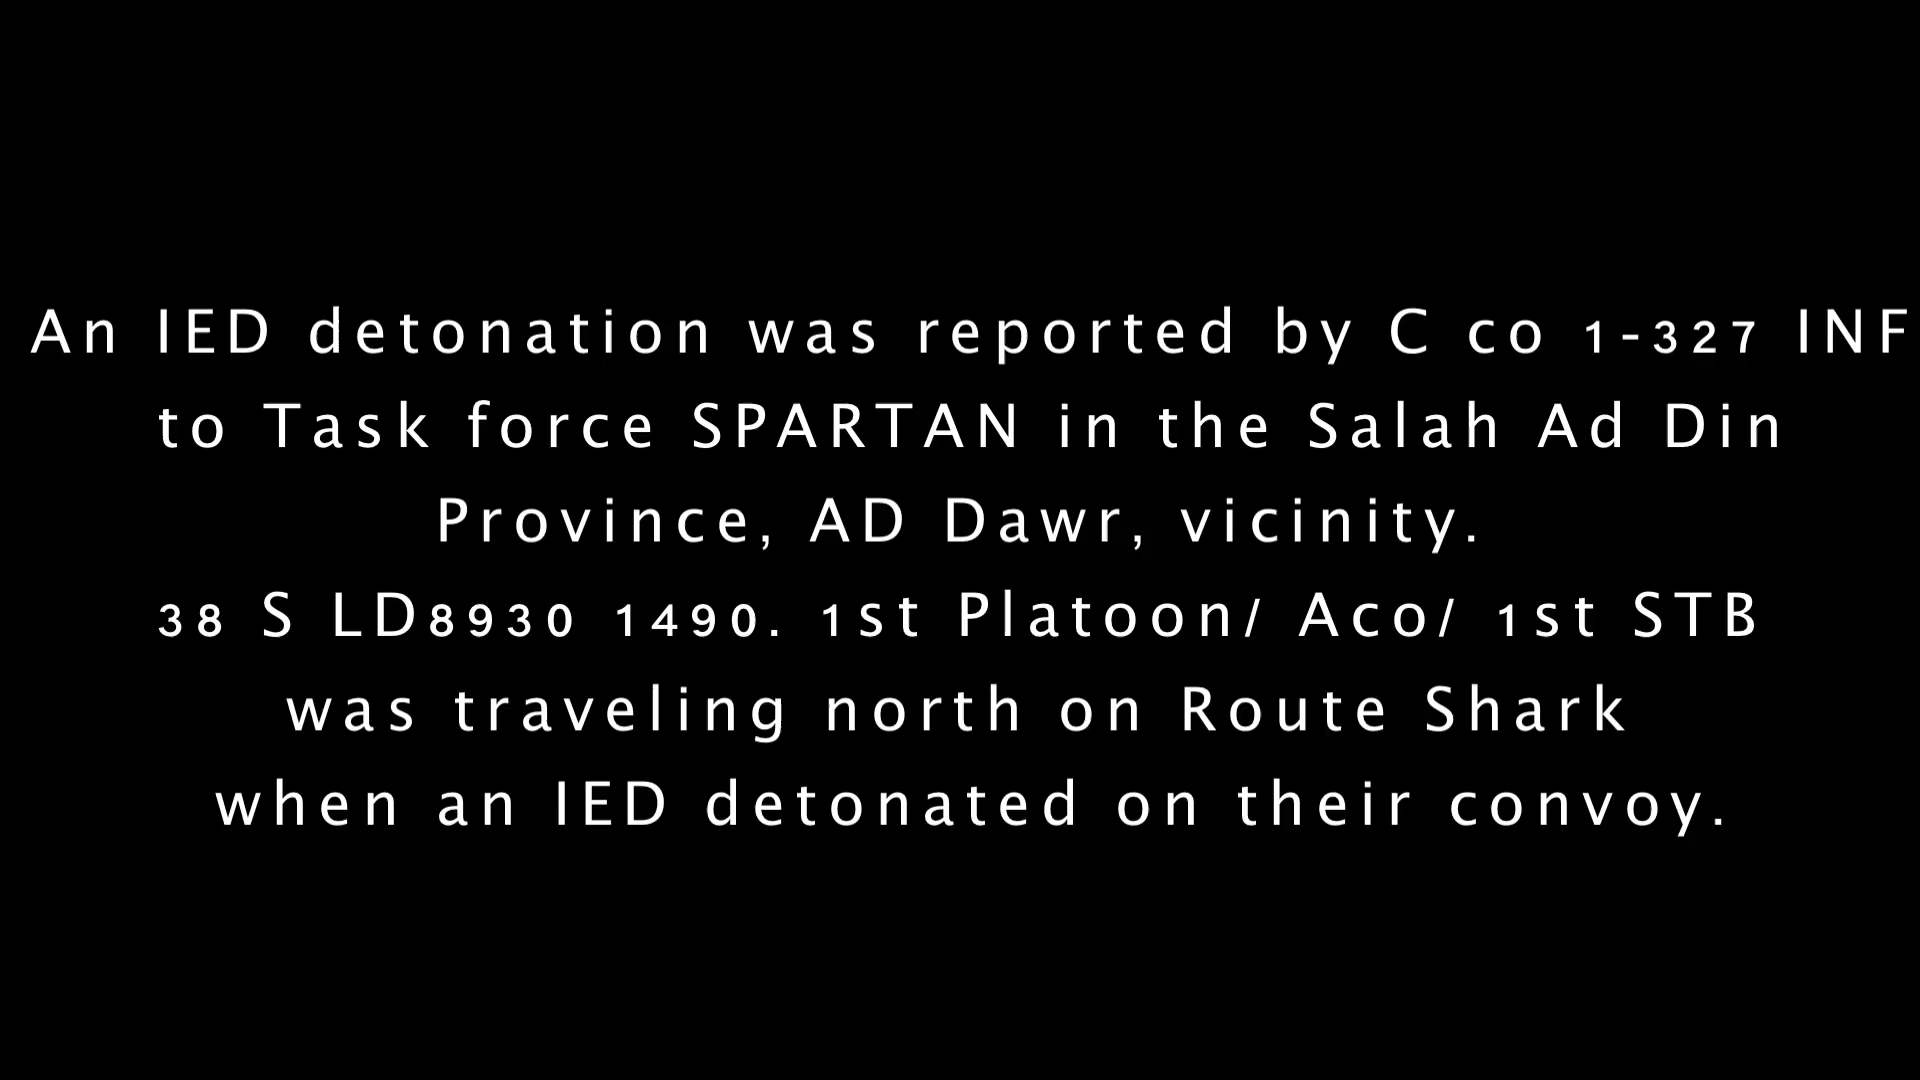 An IED detonation was reported by C co 1-327 INF
to Task force SPARTAN in the Salah Ad Din
Province, AD Dawr, vicinity.
38 S LD8930 1490. 1st Platoon/ Aco/ 1st STB
was traveling north on Route Shark
when an IED detonated on their convoy.